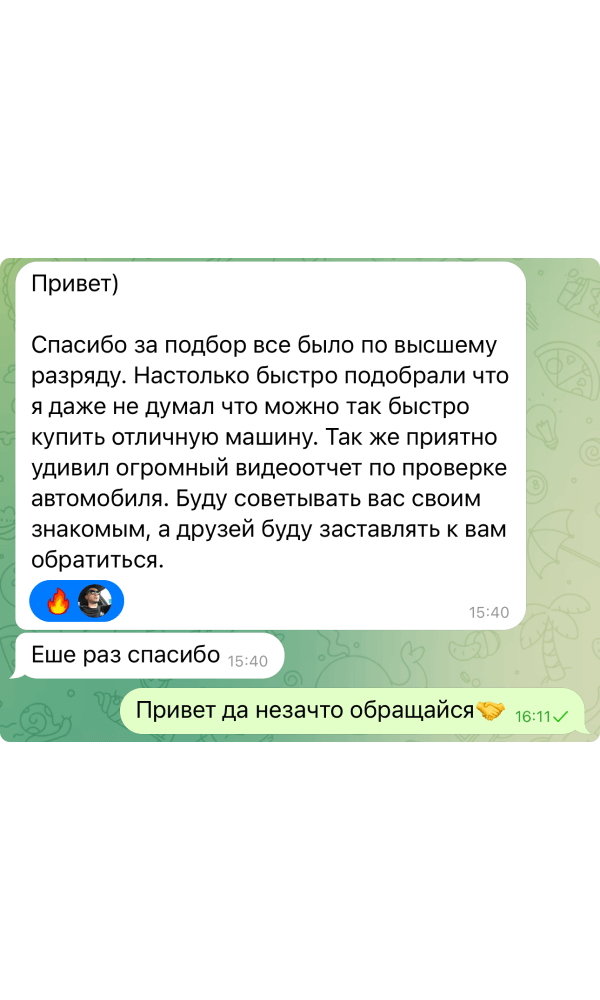 Привет)
Спасибо за подбор все было по высшему
разряду. Настолько быстро подобрали что
я даже не думал что можно так быстро
купить отличную машину. Так же приятно
удивил огромный видеоотчет по проверке
автомобиля. Буду советывать вас своим
знакомым, а друзей буду заставлять к вам
обратиться.
🔥 15:40
Еше раз спасибо 15:40
Привет да незачто обращайся🤝 16:11